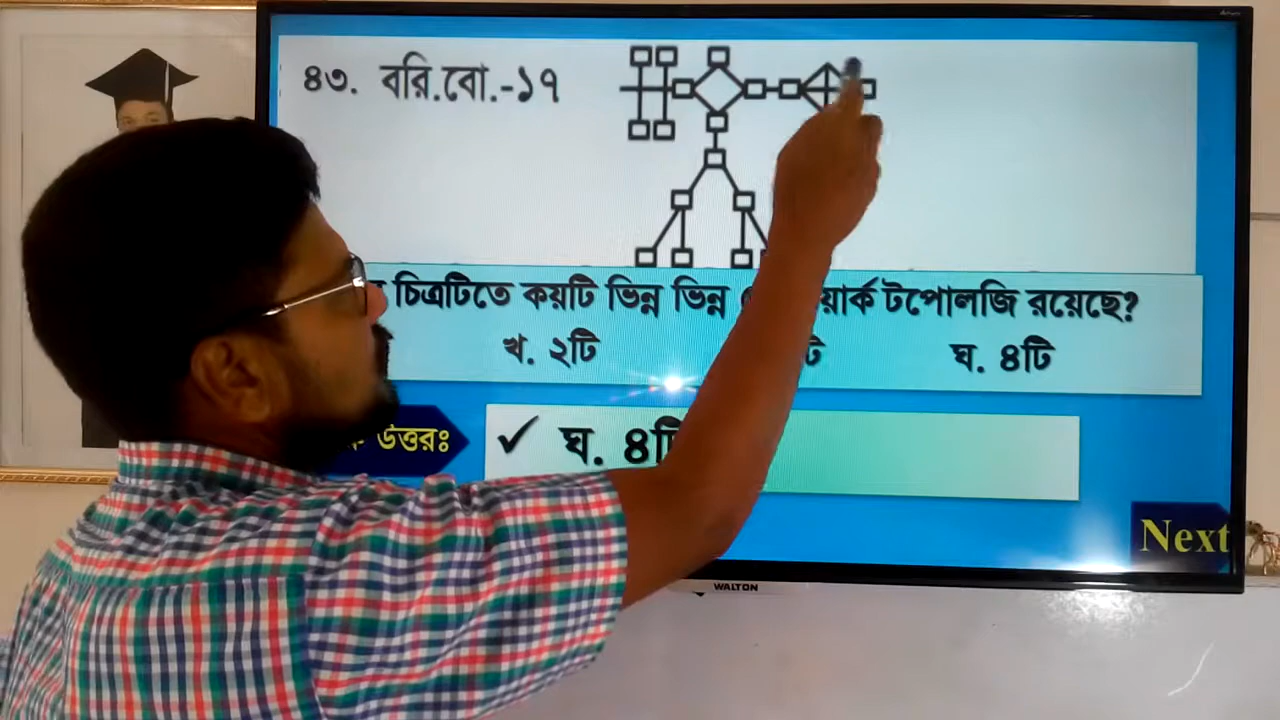 ৪৩. বরি.বো.-১৭
চিত্রটিতে কয়টি ভিন্ন ভিন্ন টপোলজি রয়েছে?
খ. ২টি ঘ. ৪টি
উত্তরঃ ✓ ঘ. ৪টি
Next
WALTON